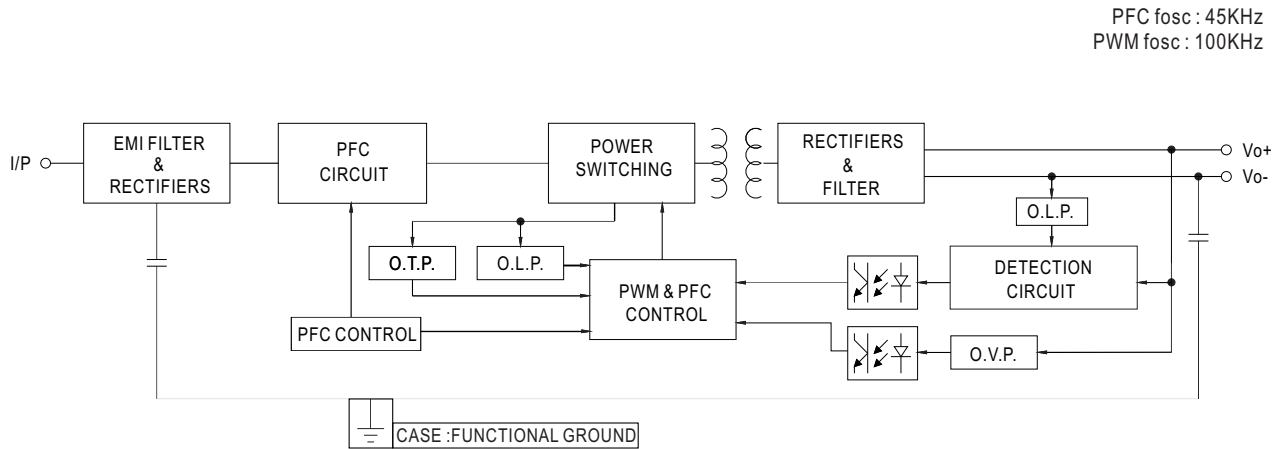 PFC fosc : 45KHz
PWM fosc : 100KHz
I/P
EMI FILTER
&
RECTIFIERS
PFC
CIRCUIT
POWER
SWITCHING
RECTIFIERS
&
FILTER
Vo+
Vo-
O.L.P.
O.T.P.
O.L.P.
PWM & PFC
CONTROL
DETECTION
CIRCUIT
PFC CONTROL
O.V.P.
CASE :FUNCTIONAL GROUND